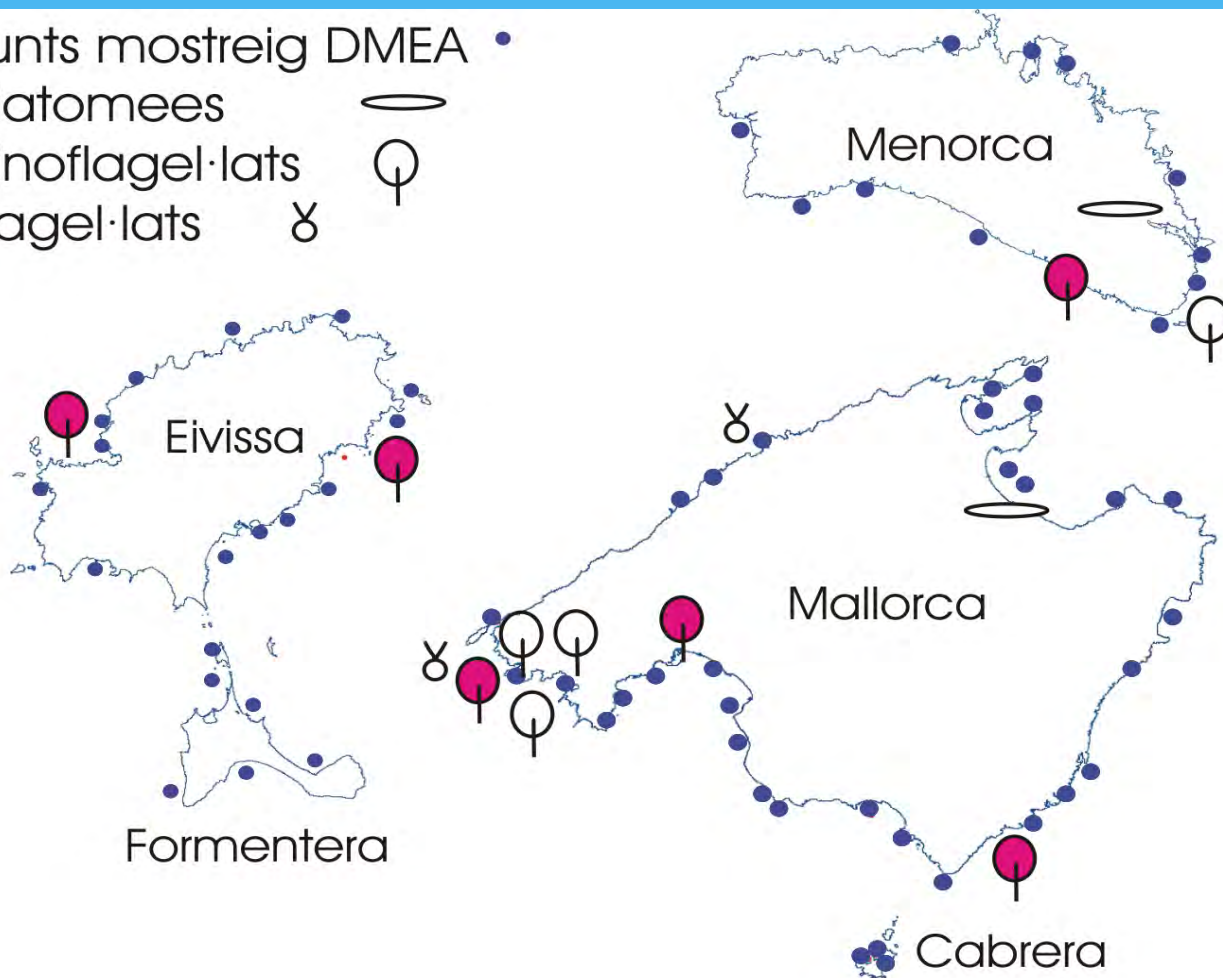 unts mostreig DMEA
atomees
noflagel·lats
agel·lats
Menorca
Eivissa
Mallorca
Formentera
Cabrera